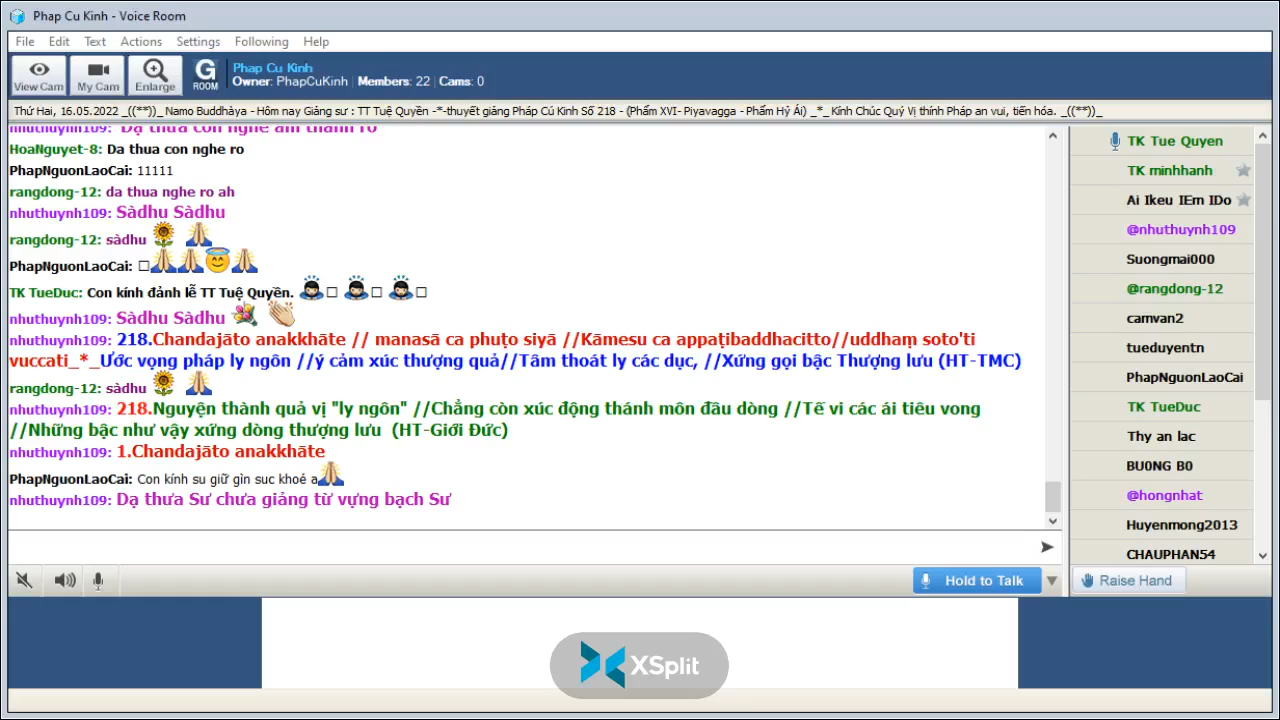 Phap Cu Kinh - Voice Room
File Edit Text Actions Settings Following Help
View Cam My Cam Enlarge G ROOM
Phap Cu Kinh
Owner: PhapCuKinh | Members: 22 | Cams: 0
Thứ Hai, 16.05.2022 _((**))_ Namo Buddhàya - Hôm nay Giảng sư : TT Tuệ Quyền -*-thuyết giảng Pháp Cú Kinh Số 218 - (Phẩm XVI- Piyavagga - Phẩm Hỷ Ái) _*_ Kính Chúc Quý Vị thính Pháp an vui, tiến hóa. _((**))_
nhuthuynh109: Dạ thưa con nghe âm thanh rõ
HoaNguyet-8: Da thua con nghe ro
PhapNguonLaoCai: 11111
rangdong-12: da thua nghe ro ah
nhuthuynh109: Sàdhu Sàdhu
rangdong-12: sàdhu
PhapNguonLaoCai:
TK TueDuc: Con kính đảnh lễ TT Tuệ Quyền.
nhuthuynh109: Sàdhu Sàdhu
nhuthuynh109: 218.Chandajāto anakkhāte // manasā ca phuṭo siyā //Kāmesu ca appaṭibaddhacitto//uddhaṃ soto'ti
vuccati_*_Ước vọng pháp ly ngôn //ý cảm xúc thượng quả//Tâm thoát ly các dục, //Xứng gọi bậc Thượng lưu (HT-TMC)
rangdong-12: sàdhu
nhuthuynh109: 218.Nguyện thành quả vị "ly ngôn" //Chẳng còn xúc động thánh môn đầu dòng //Tế vi các ái tiêu vong
//Những bậc như vậy xứng dòng thượng lưu (HT-Giới Đức)
nhuthuynh109: 1.Chandajāto anakkhāte
PhapNguonLaoCai: Con kính su giữ gìn suc khoẻ a
nhuthuynh109: Dạ thưa Sư chưa giảng từ vựng bạch Sư
TK Tue Quyen
TK minhhanh
Ai Ikeu IEm IDo
@nhuthuynh109
Suongmai000
@rangdong-12
camvan2
tueduyentn
PhapNguonLaoCai
TK TueDuc
Thy an lac
BU0NG B0
@hongnhat
Huyenmong2013
CHAUPHAN54
Hold to Talk
Raise Hand
XSplit